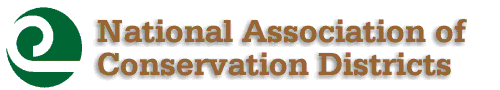 National Association of
Conservation Districts